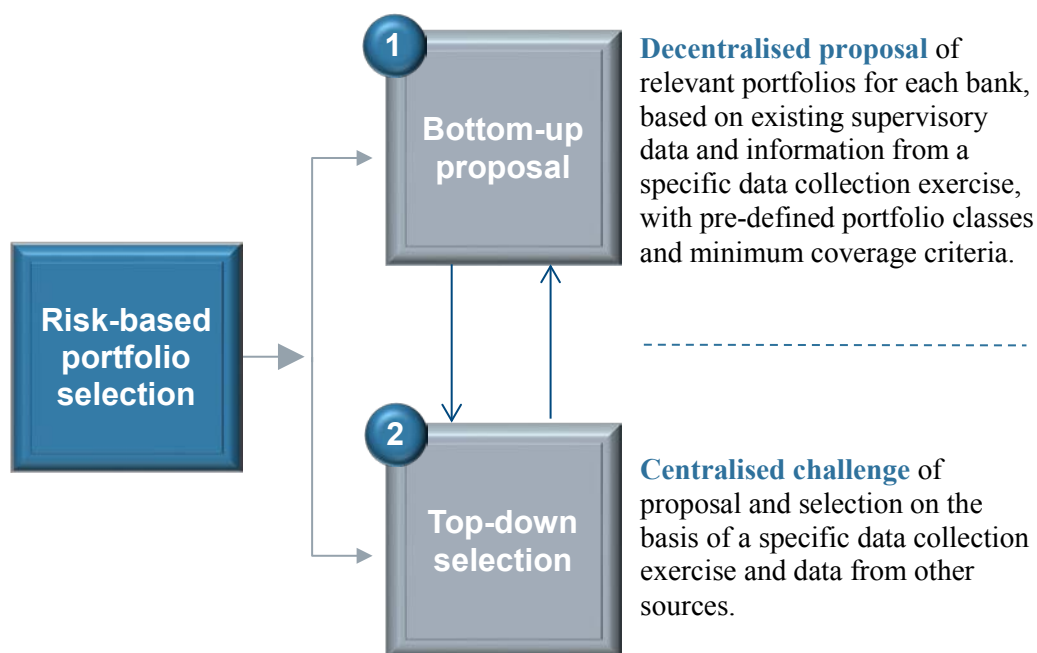 1
Bottom-up
proposal
Decentralised proposal of
relevant portfolios for each bank,
based on existing supervisory
data and information from a
specific data collection exercise,
with pre-defined portfolio classes
and minimum coverage criteria.
Risk-based
portfolio
selection
2
Top-down
selection
Centralised challenge of
proposal and selection on the
basis of a specific data collection
exercise and data from other
sources.